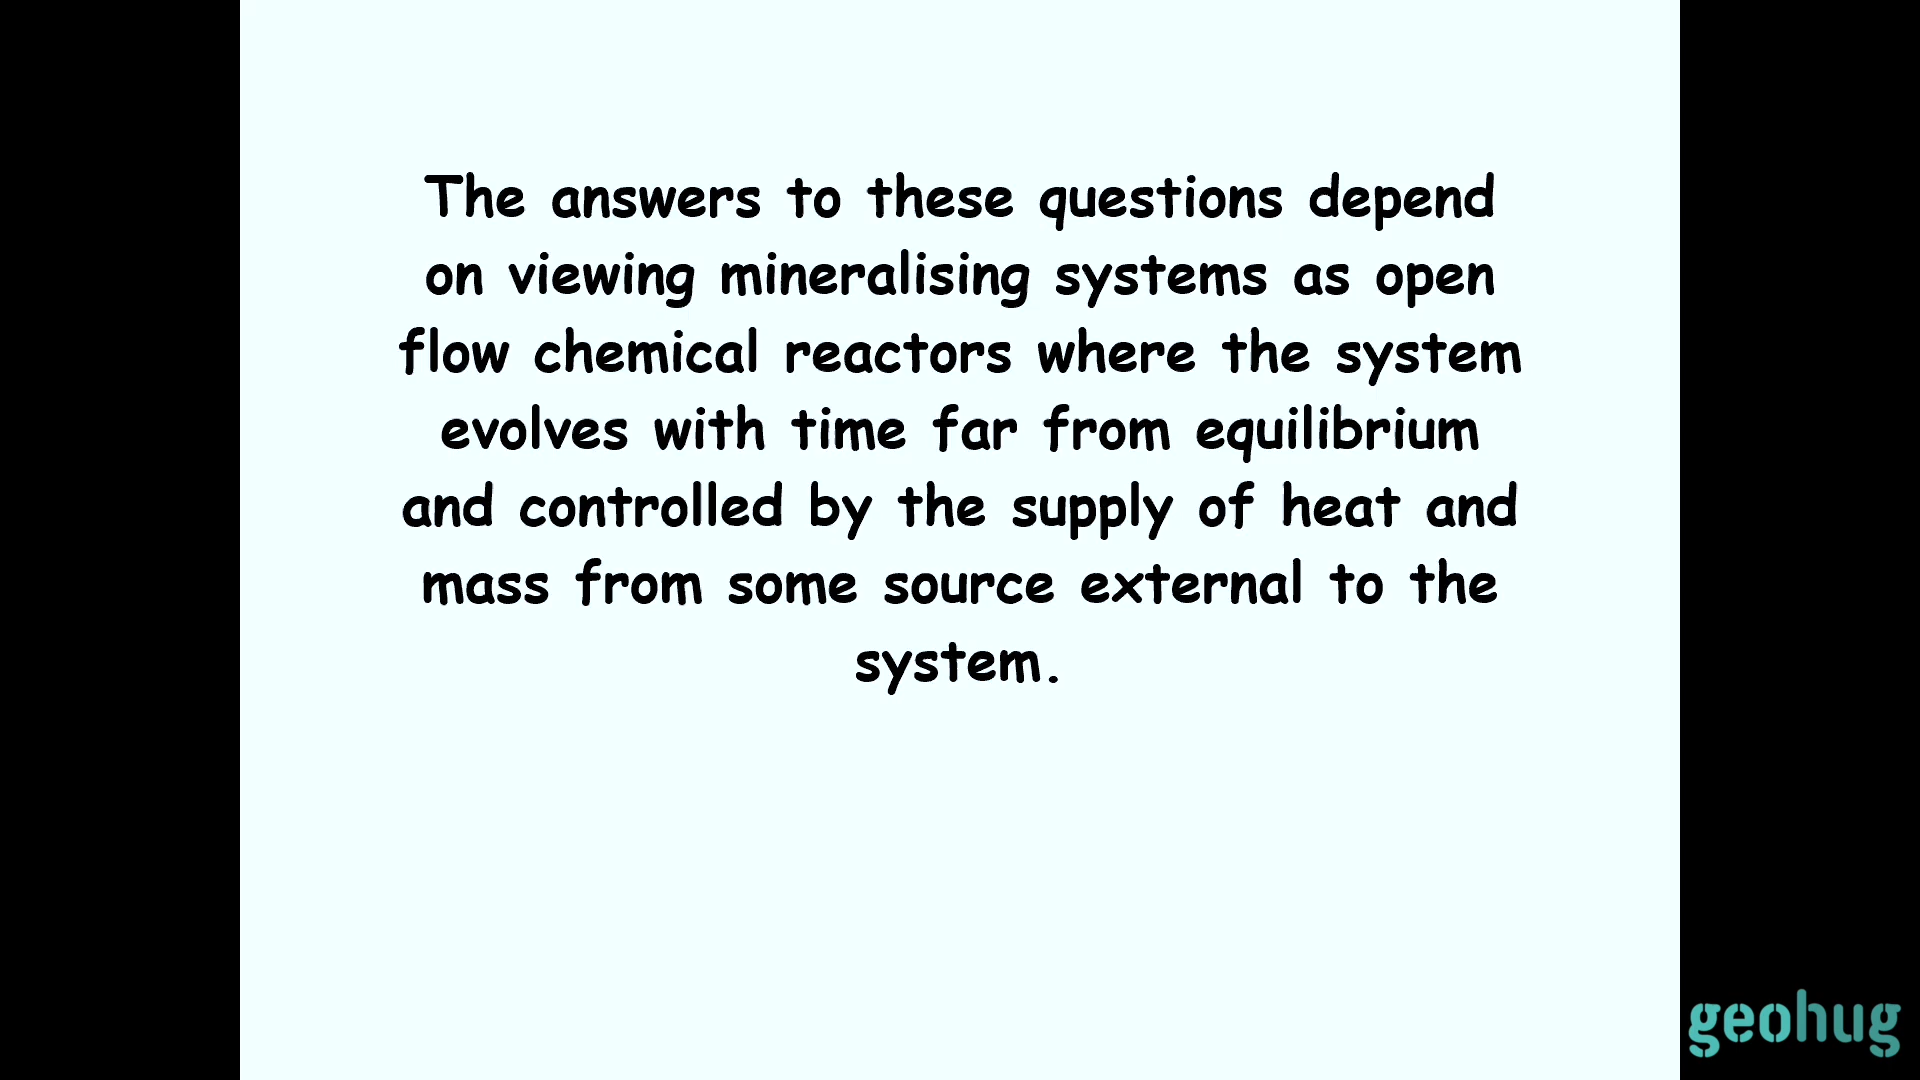 The answers to these questions depend
on viewing mineralising systems as open
flow chemical reactors where the system
evolves with time far from equilibrium
and controlled by the supply of heat and
mass from some source external to the
system.
geohug